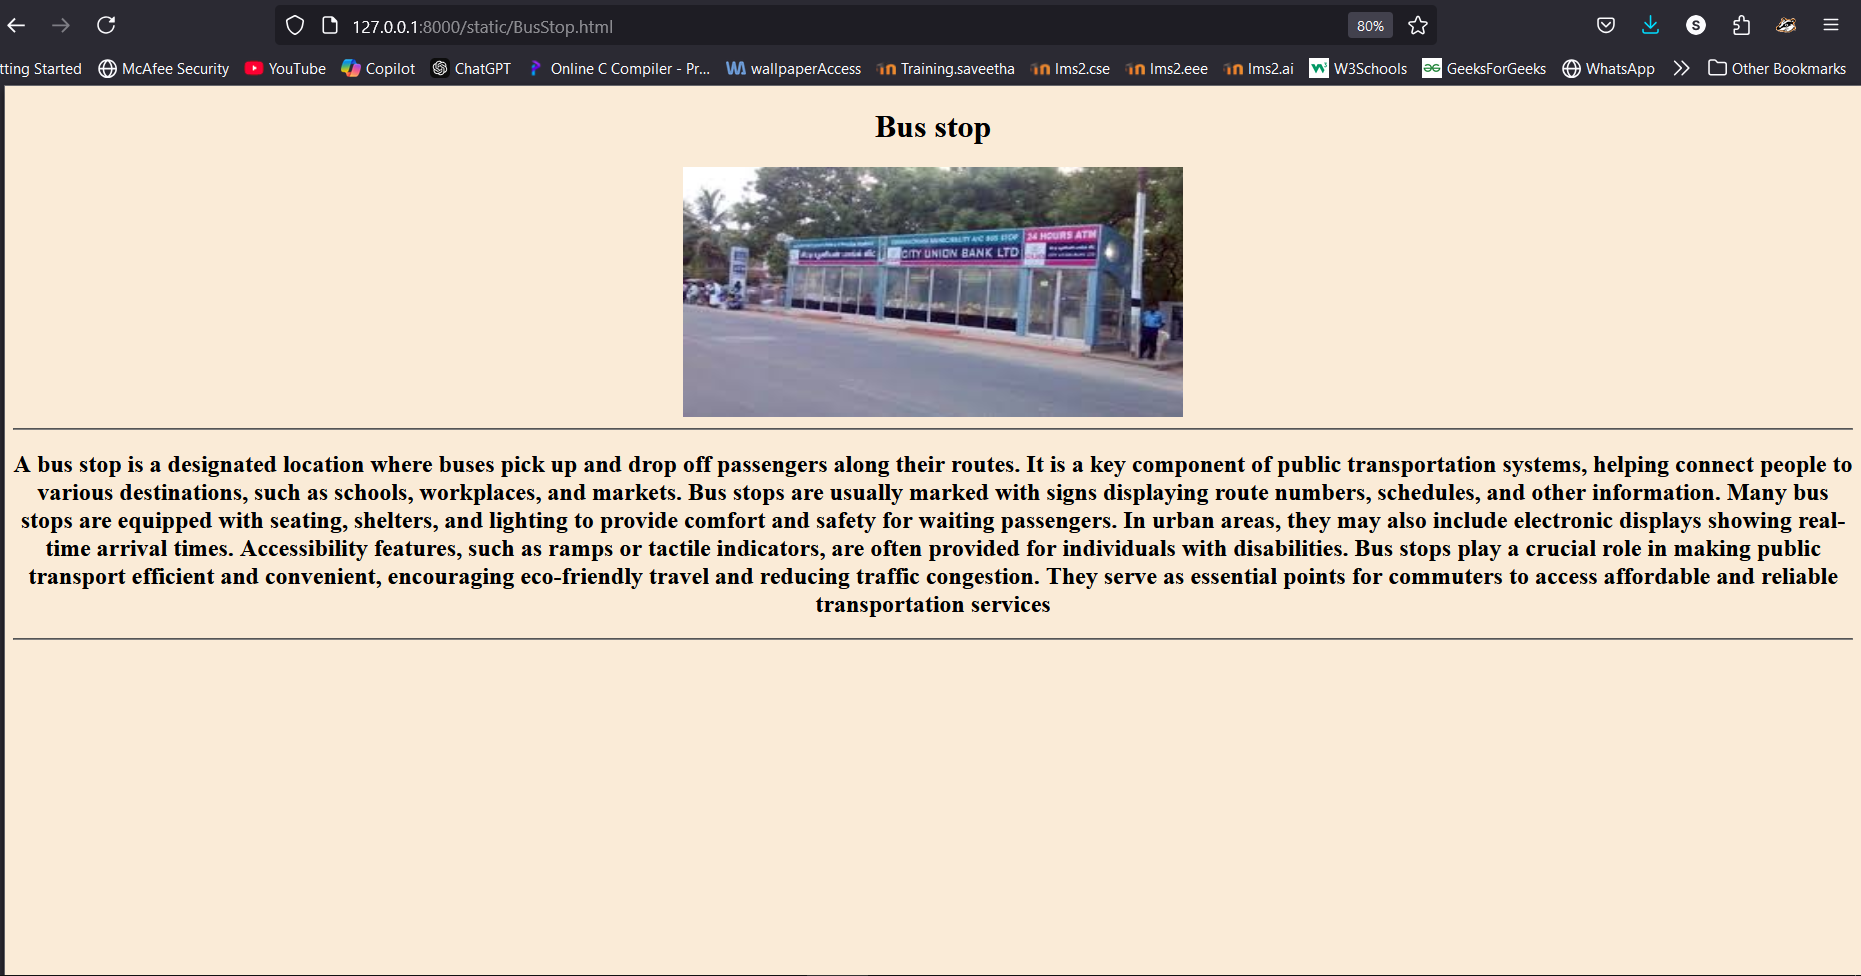 127.0.0.1:8000/static/BusStop.html
80%
S
tting Started
McAfee Security
YouTube
Copilot
ChatGPT
Online C Compiler - Pr...
wallpaperAccess
Training.saveetha
lms2.cse
lms2.eee
lms2.ai
W3Schools
GeeksForGeeks
WhatsApp
Other Bookmarks
Bus stop
MUNICIPALITY A/C BUS STOP
CITY UNION BANK LTD
24 HOURS ATM
A bus stop is a designated location where buses pick up and drop off passengers along their routes. It is a key component of public transportation systems, helping connect people to
various destinations, such as schools, workplaces, and markets. Bus stops are usually marked with signs displaying route numbers, schedules, and other information. Many bus
stops are equipped with seating, shelters, and lighting to provide comfort and safety for waiting passengers. In urban areas, they may also include electronic displays showing real-
time arrival times. Accessibility features, such as ramps or tactile indicators, are often provided for individuals with disabilities. Bus stops play a crucial role in making public
transport efficient and convenient, encouraging eco-friendly travel and reducing traffic congestion. They serve as essential points for commuters to access affordable and reliable
transportation services